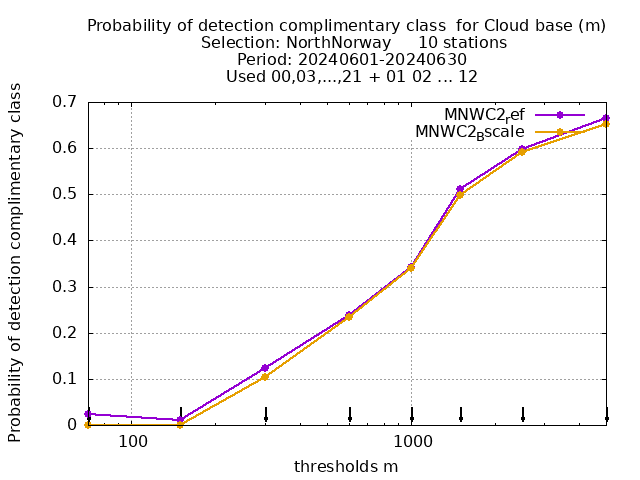 Probability of detection complimentary class  for Cloud base (m)
Selection: NorthNorway     10 stations
Period: 20240601-20240630
Used 00,03,...,21 + 01 02 ... 12
Probability of detection complimentary class
0.7
0.6
0.5
0.4
0.3
0.2
0.1
0
MNWC2ref
MNWC2Bscale
100
1000
thresholds m